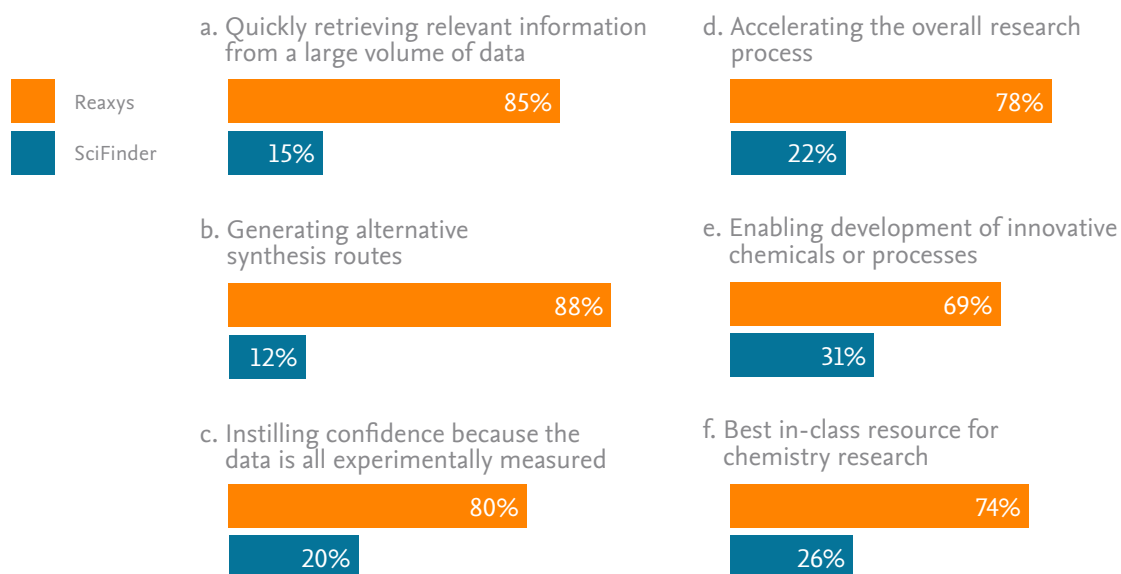 Reaxys
SciFinder
a. Quickly retrieving relevant information
from a large volume of data
85%
15%
b. Generating alternative
synthesis routes
88%
12%
c. Instilling confidence because the
data is all experimentally measured
80%
20%
d. Accelerating the overall research
process
78%
22%
e. Enabling development of innovative
chemicals or processes
69%
31%
f. Best in-class resource for
chemistry research
74%
26%